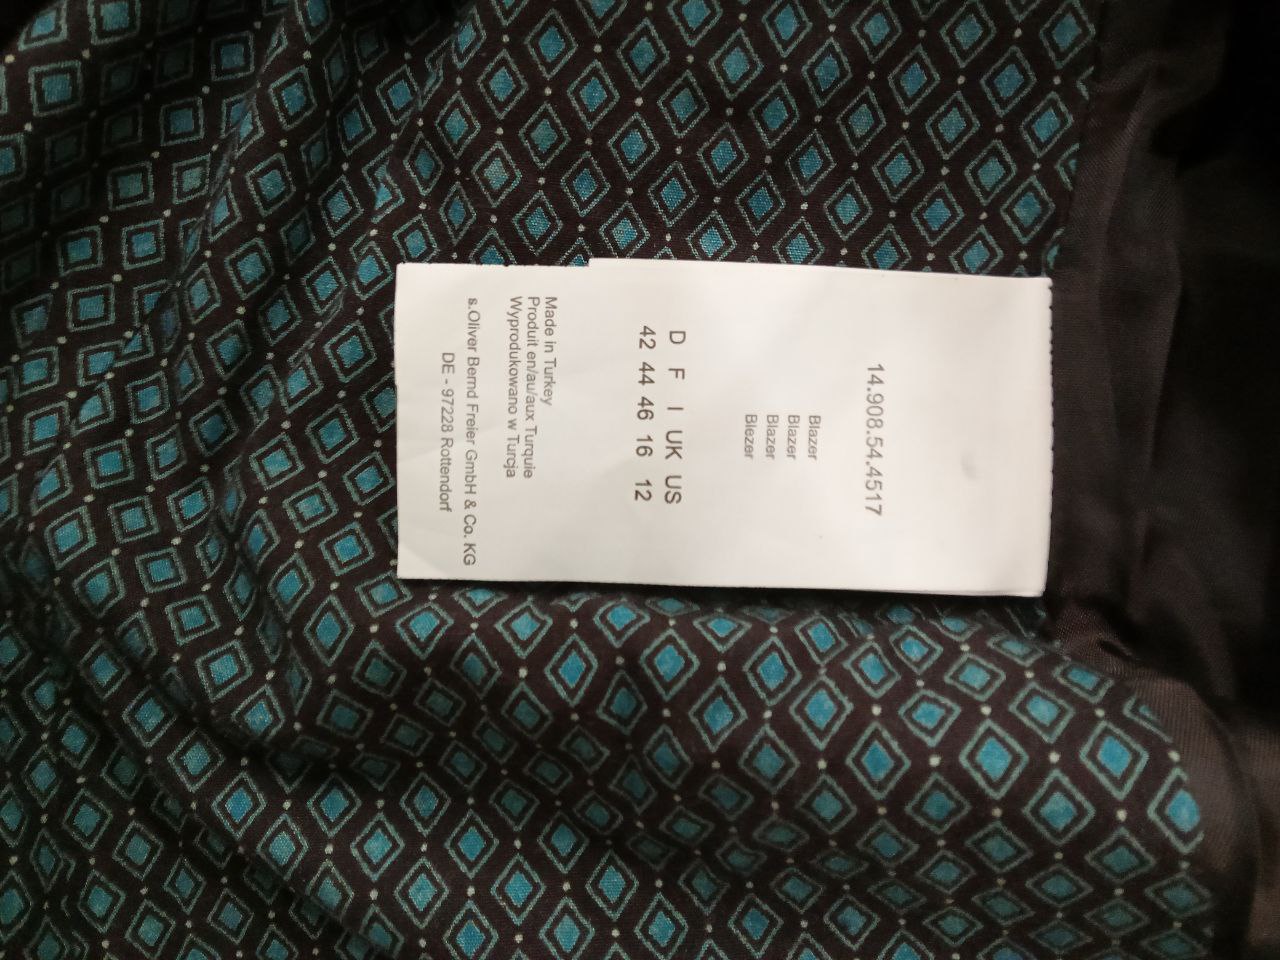 14.908.54.4517
Blazer
Blazer
Blazer
Blezer
D F I UK US
42 44 46 16 12
Made in Turkey
Produit en/au/aux Turquie
Wyprodukowano w Turcja
s.Oliver Bernd Freier GmbH & Co. KG
DE - 97228 Rottendorf